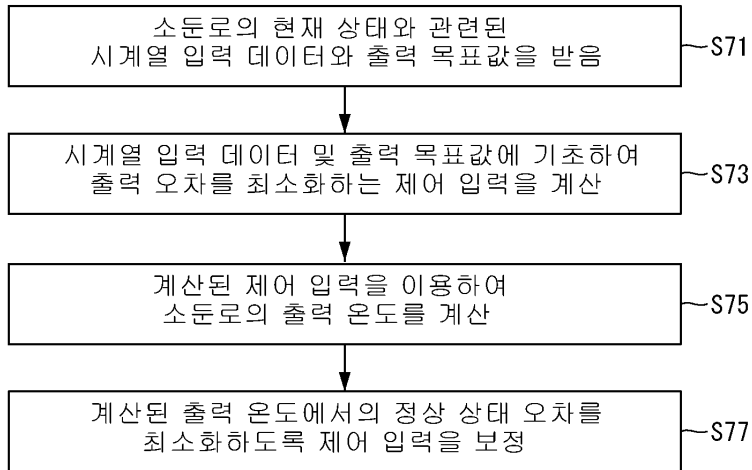 소둔로의 현재 상태와 관련된
시계열 입력 데이터와 출력 목표값을 받음
S71
시계열 입력 데이터 및 출력 목표값에 기초하여
출력 오차를 최소화하는 제어 입력을 계산
S73
계산된 제어 입력을 이용하여
소둔로의 출력 온도를 계산
S75
계산된 출력 온도에서의 정상 상태 오차를
최소화하도록 제어 입력을 보정
S77